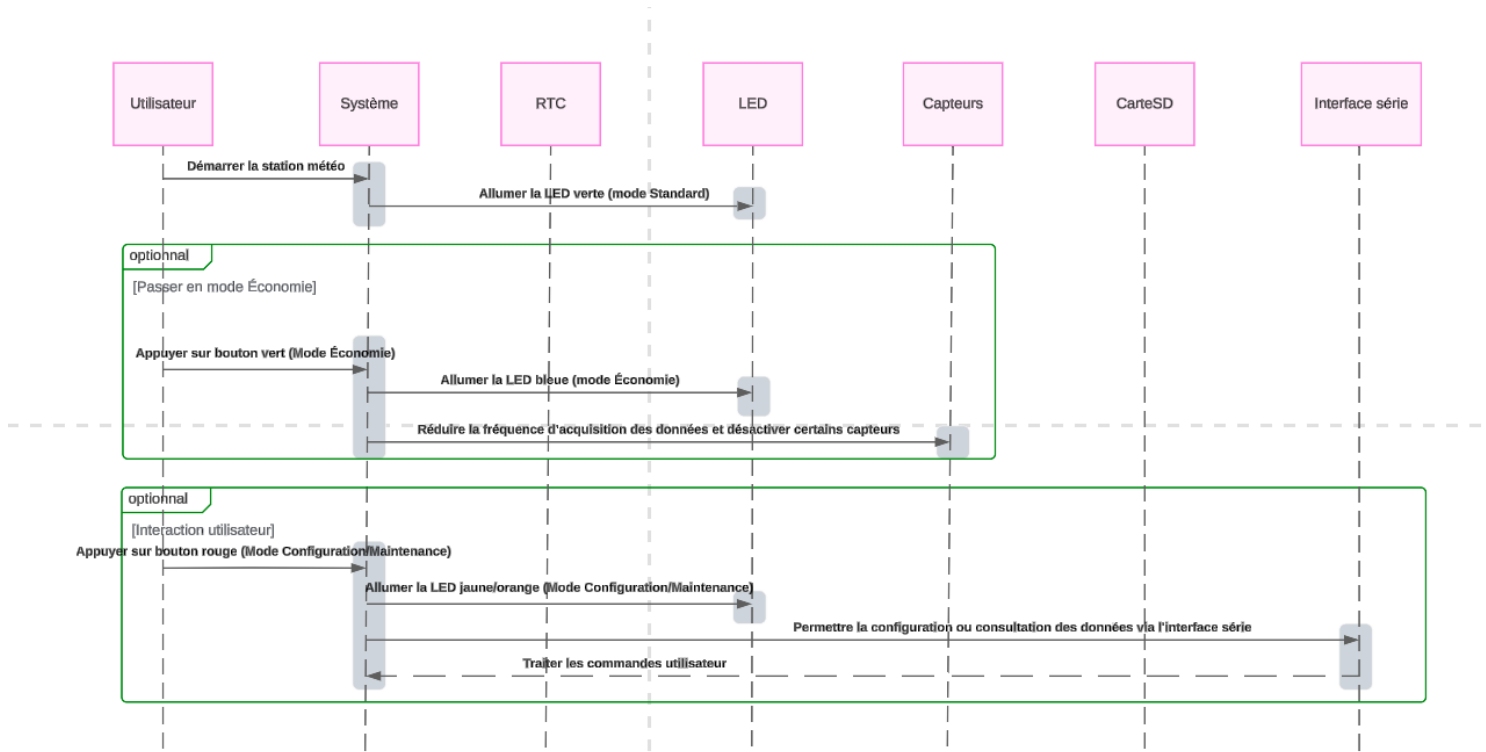 Utilisateur
Système
RTC
LED
Capteurs
CarteSD
Interface série
Démarrer la station météo
Allumer la LED verte (mode Standard)
optionnal
[Passer en mode Économie]
Appuyer sur bouton vert (Mode Économie)
Allumer la LED bleue (mode Économie)
Réduire la fréquence d'acquisition des données et désactiver certains capteurs
optionnal
[Interaction utilisateur]
Appuyer sur bouton rouge (Mode Configuration/Maintenance)
Allumer la LED jaune/orange (Mode Configuration/Maintenance)
Permettre la configuration ou consultation des données via l'interface série
Traiter les commandes utilisateur